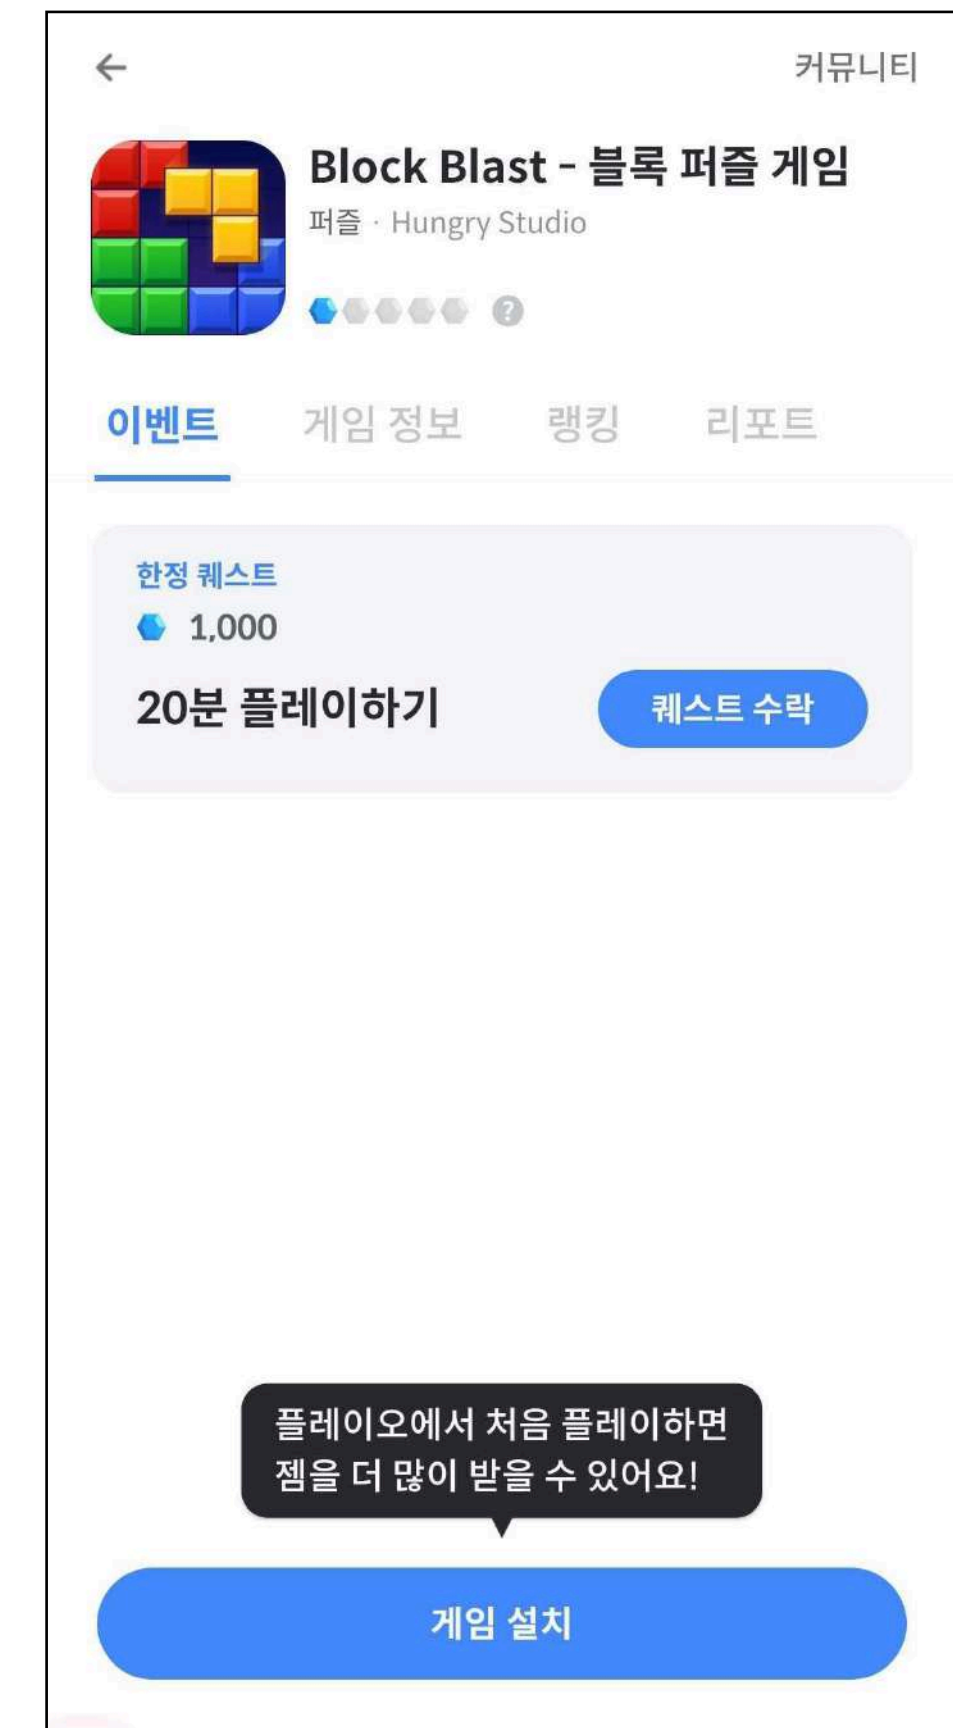 커뮤니티
Block Blast - 블록 퍼즐 게임
퍼즐 · Hungry Studio
?
이벤트 게임 정보 랭킹 리포트
한정 퀘스트
1,000
20분 플레이하기
퀘스트 수락
플레이오에서 처음 플레이하면
젬을 더 많이 받을 수 있어요!
게임 설치